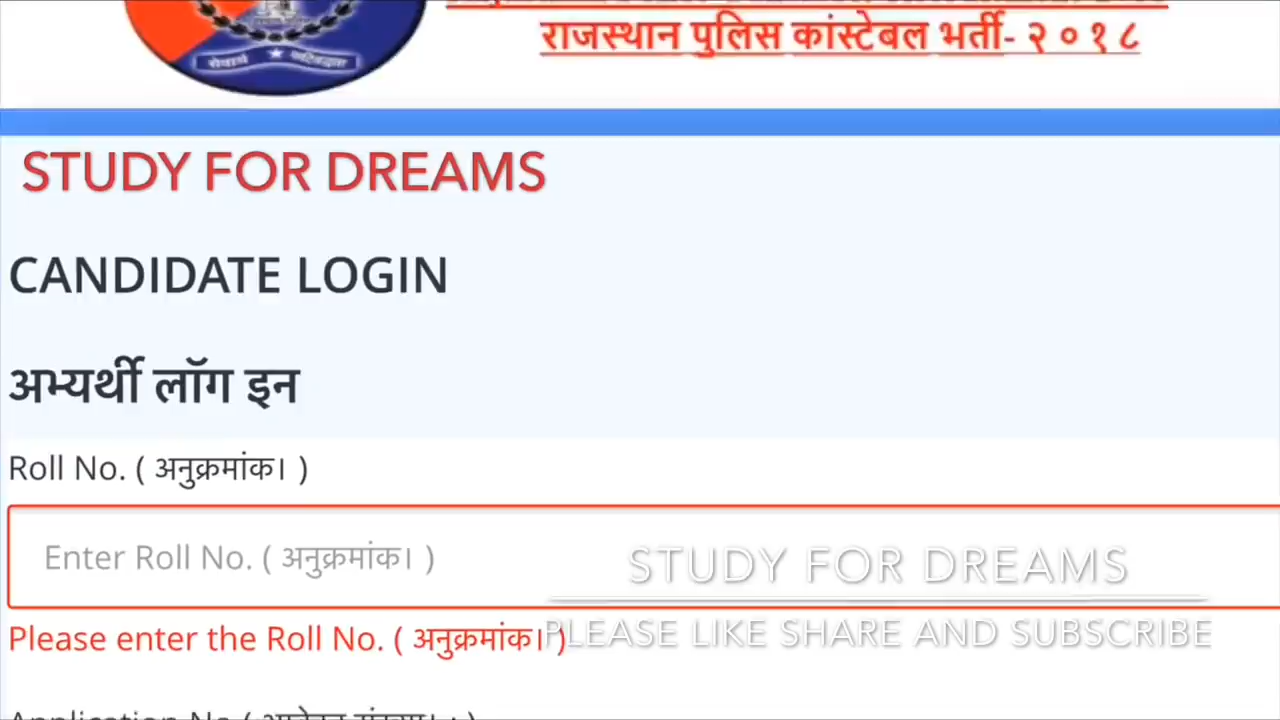 राजस्थान पुलिस कांस्टेबल भर्ती- २०१८
STUDY FOR DREAMS
CANDIDATE LOGIN
अभ्यर्थी लॉग इन
Roll No. ( अनुक्रमांक। )
Enter Roll No. ( अनुक्रमांक। )
STUDY FOR DREAMS
Please enter the Roll No. ( अनुक्रमांक। )
PLEASE LIKE SHARE AND SUBSCRIBE